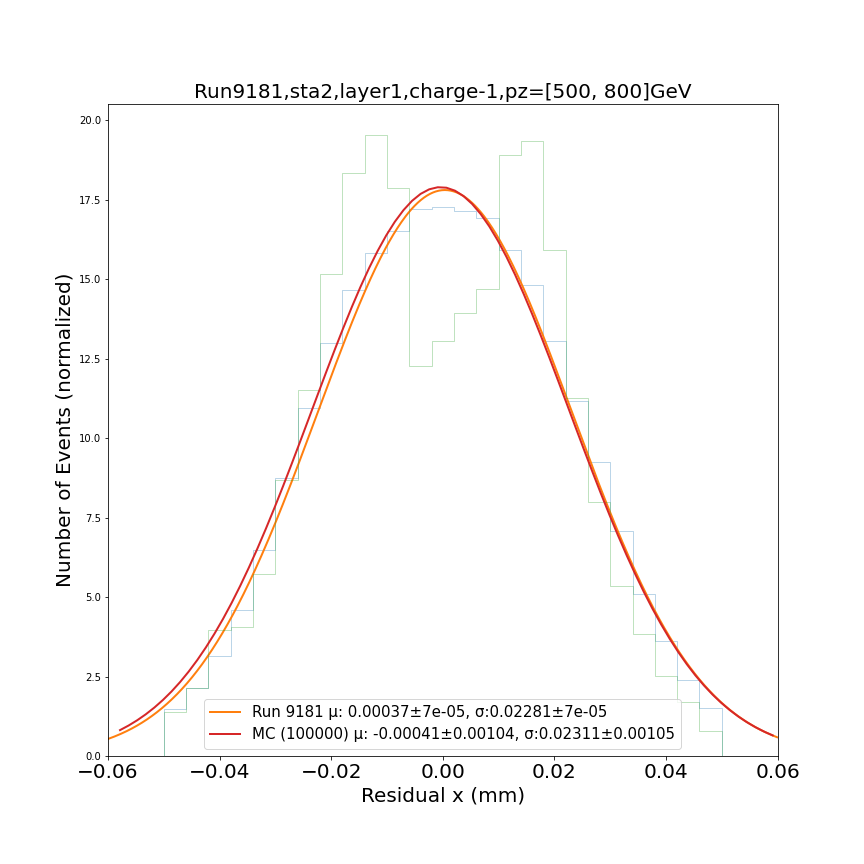 Run9181,sta2,layer1,charge-1,pz=[500, 800]GeV
Number of Events (normalized)
20.0
17.5
15.0
12.5
10.0
7.5
5.0
2.5
0.0
Run 9181 μ: 0.00037±7e-05, σ:0.02281±7e-05
MC (100000) μ: -0.00041±0.00104, σ:0.02311±0.00105
−0.06 −0.04 −0.02 0.00 0.02 0.04 0.06
Residual x (mm)